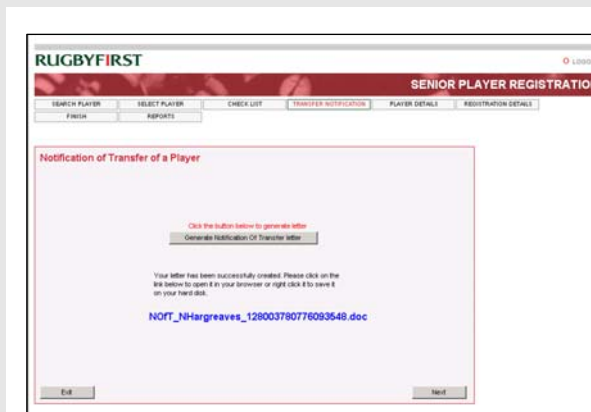 RUGBYFIRST
LOGO
SENIOR PLAYER REGISTRATIO
SEARCH PLAYER SELECT PLAYER CHECK LIST TRANSFER NOTIFICATION PLAYER DETAILS REGISTRATION DETAILS
FINISH REPORTS
Notification of Transfer of a Player
Click the button below to generate letter
Generate Notification Of Transfer letter
Your letter has been successfully created. Please click on the
link below to open it in your browser or right click it to save it
on your hard disk.
NOfT_NHargreaves_128003780776093548.doc
Exit Next